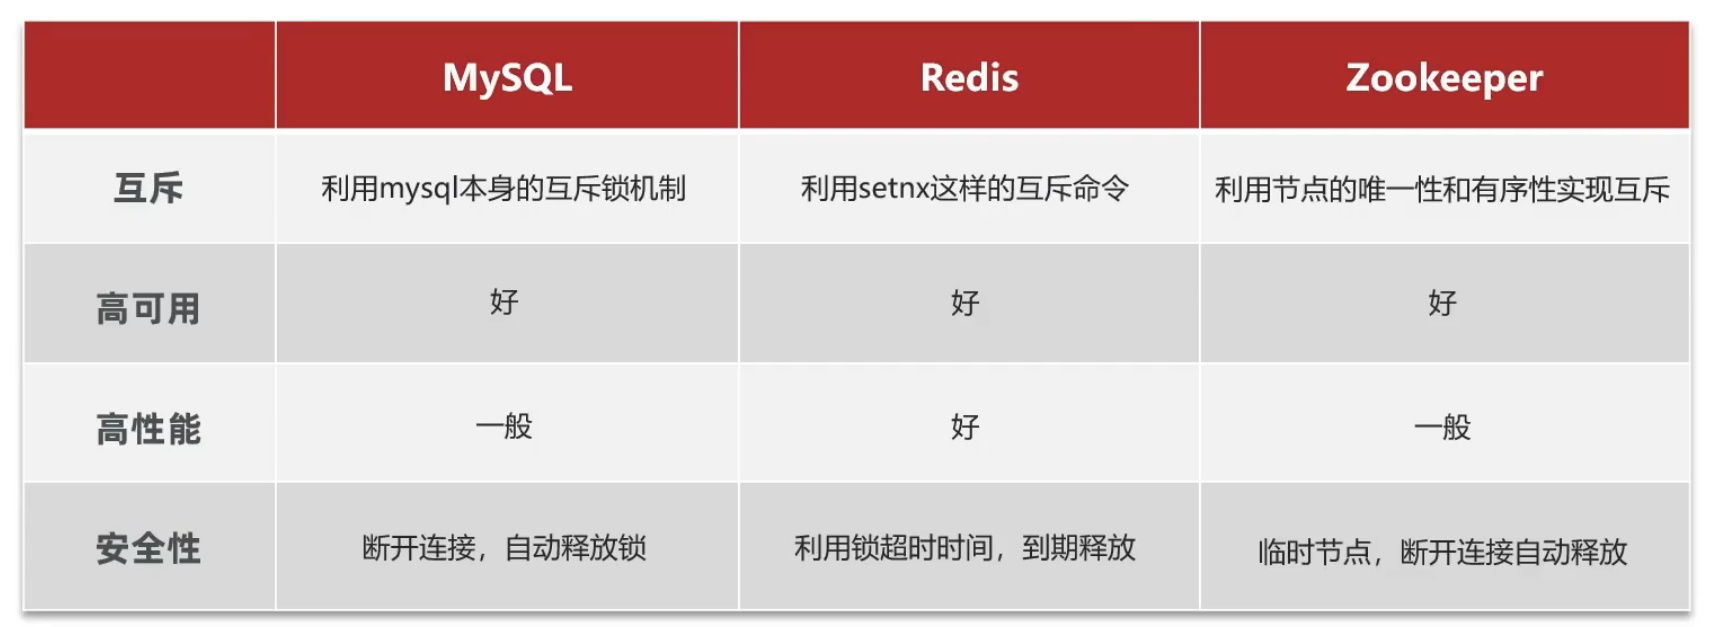 MySQL Redis Zookeeper
互斥 利用mysql本身的互斥锁机制 利用setnx这样的互斥命令 利用节点的唯一性和有序性实现互斥
高可用 好 好 好
高性能 一般 好 一般
安全性 断开连接，自动释放锁 利用锁超时时间，到期释放 临时节点，断开连接自动释放